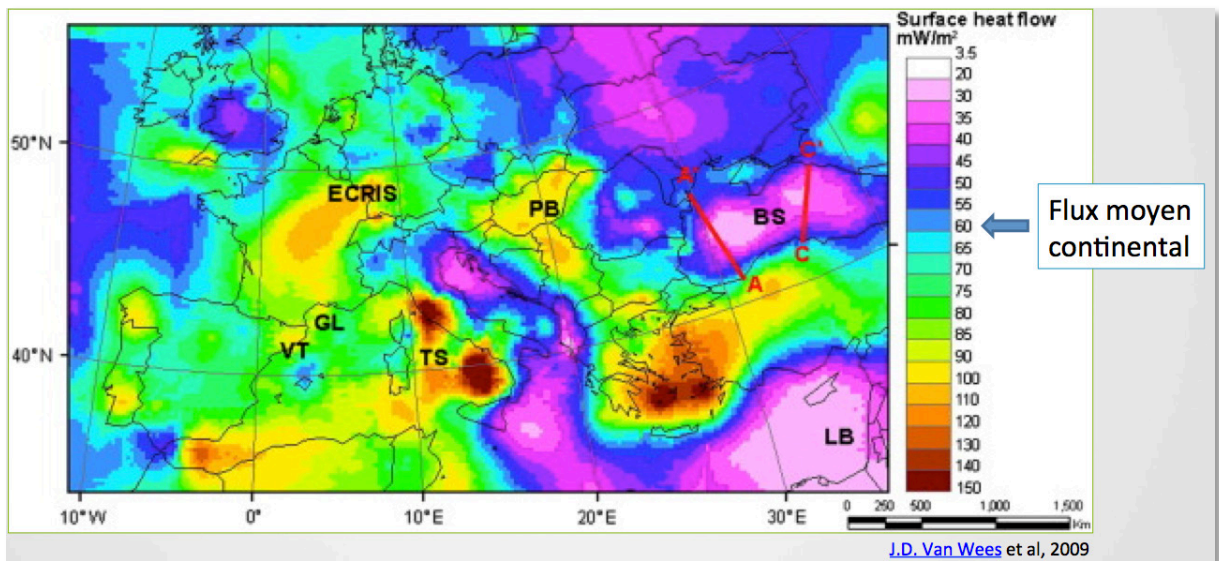 Surface heat flow
mW/m²
3.5
20
30
35
40
45
50
55
60
65
70
75
80
85
90
100
110
120
130
140
150
Flux moyen
continental
50°N
40°N
ECRIS
PB
A'
C'
BS
C
A
GL
VT
TS
LB
10°W
0°
10°E
20°E
30°E
0 250 500 1,000 1,500
Km
J.D. Van Wees et al, 2009